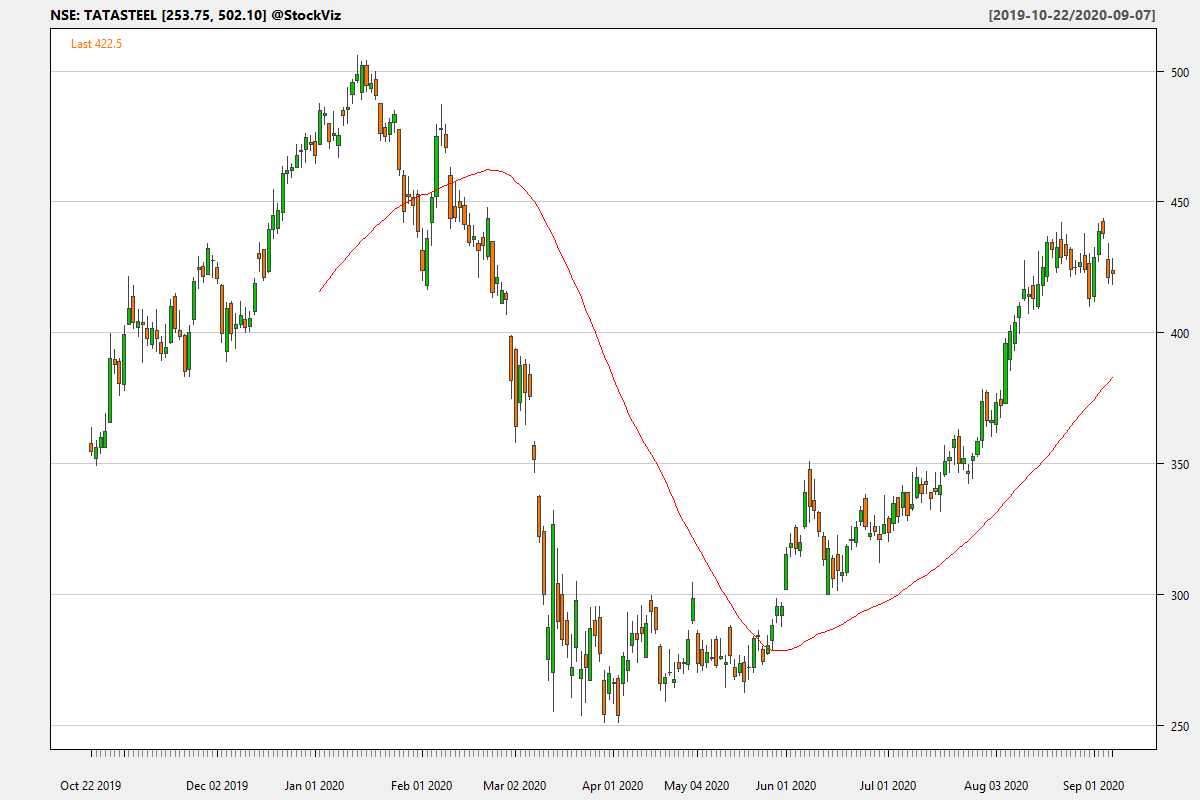 NSE: TATASTEEL [253.75, 502.10] @StockViz [2019-10-22/2020-09-07]
Last 422.5
500
450
400
350
300
250
Oct 22 2019 Dec 02 2019 Jan 01 2020 Feb 01 2020 Mar 02 2020 Apr 01 2020 May 04 2020 Jun 01 2020 Jul 01 2020 Aug 03 2020 Sep 01 2020